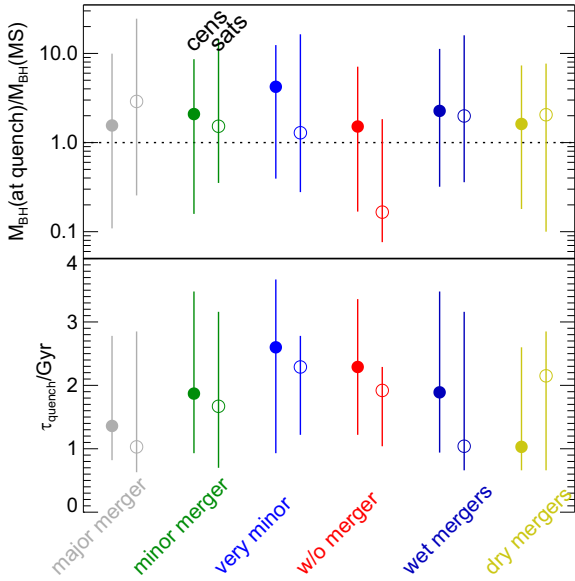 cens
sats
M_BH(at quench)/M_BH(MS)
10.0
1.0
0.1
τ_quench/Gyr
4
3
2
1
0
major merger
minor merger
very minor
w/o merger
wet mergers
dry mergers